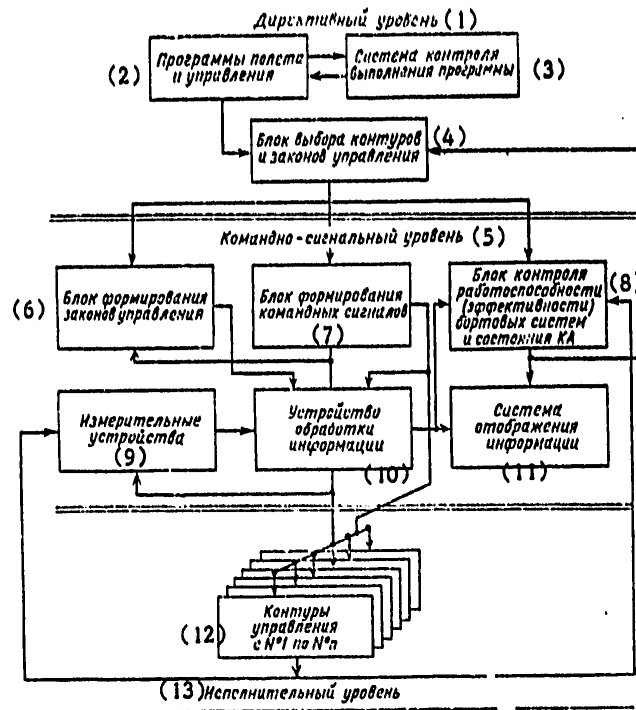 Директивный уровень (1)
(2)
Программы полета
и управления
Система контроля
выполнания программы
(3)
Блок выбора контуров
и законов управления
(4)
Командно-сигнальный уровень (5)
(6)
Блок формирования
законов управления
Блок формирования
командных сигналов
(7)
Блок контроля
работоспособности
(эффективности)
бортовых систем
и состояния КА
(8)
Измерительные
устройства
(9)
Устройство
обработки
информации
(10)
Система
отображения
информации
(11)
(12)
Контуры
управления
с №1 по №п
(13) Исполнительный уровень